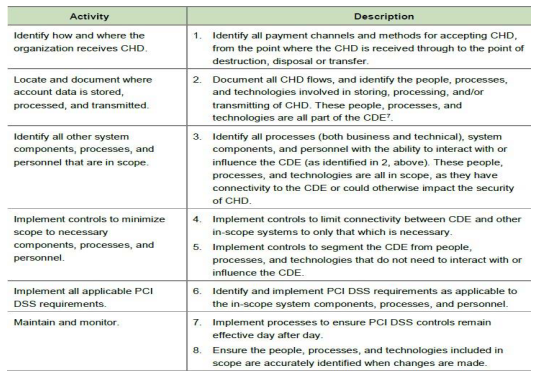 Activity
Description
Identify how and where the
organization receives CHD.
1. Identify all payment channels and methods for accepting CHD,
from the point where the CHD is received through to the point of
destruction, disposal or transfer.
Locate and document where
account data is stored,
processed, and transmitted.
2. Document all CHD flows, and identify the people, processes,
and technologies involved in storing, processing, and/or
transmitting of CHD. These people, processes, and
technologies are all part of the CDE7.
Identify all other system
components, processes, and
personnel that are in scope.
3. Identify all processes (both business and technical), system
components, and personnel with the ability to interact with or
influence the CDE (as identified in 2, above). These people,
processes, and technologies are all in scope, as they have
connectivity to the CDE or could otherwise impact the security
of CHD.
Implement controls to minimize
scope to necessary
components, processes, and
personnel.
4. Implement controls to limit connectivity between CDE and other
in-scope systems to only that which is necessary.
5. Implement controls to segment the CDE from people,
processes, and technologies that do not need to interact with or
influence the CDE.
Implement all applicable PCI
DSS requirements.
6. Identify and implement PCI DSS requirements as applicable to
the in-scope system components, processes, and personnel.
Maintain and monitor.
7. Implement processes to ensure PCI DSS controls remain
effective day after day.
8. Ensure the people, processes, and technologies included in
scope are accurately identified when changes are made.